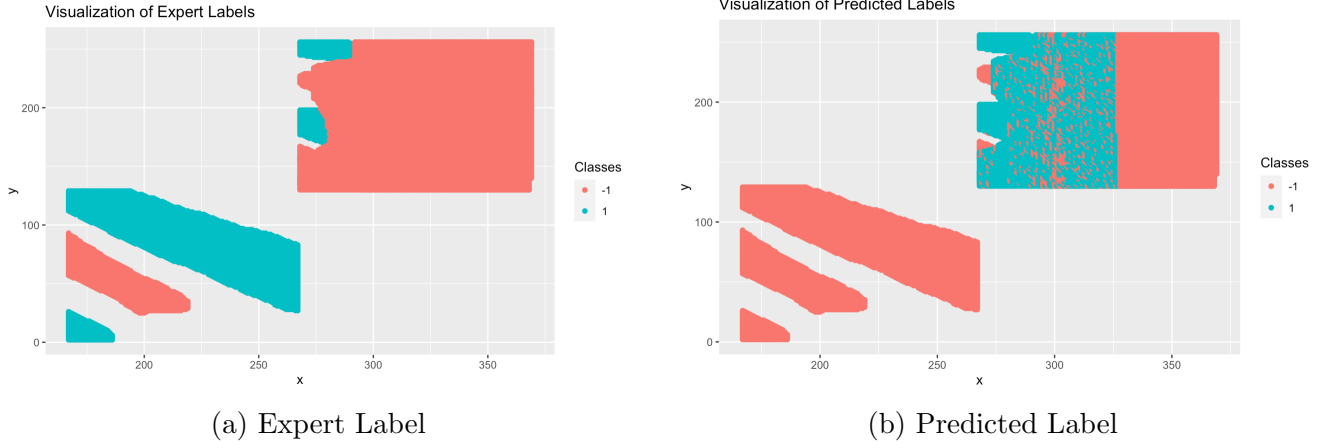 Visualization of Expert Labels
y
200
100
0
200
250
300
350
x
Classes
-1
1
(a) Expert Label
Visualization of Predicted Labels
y
200
100
0
200
250
300
350
x
Classes
-1
1
(b) Predicted Label